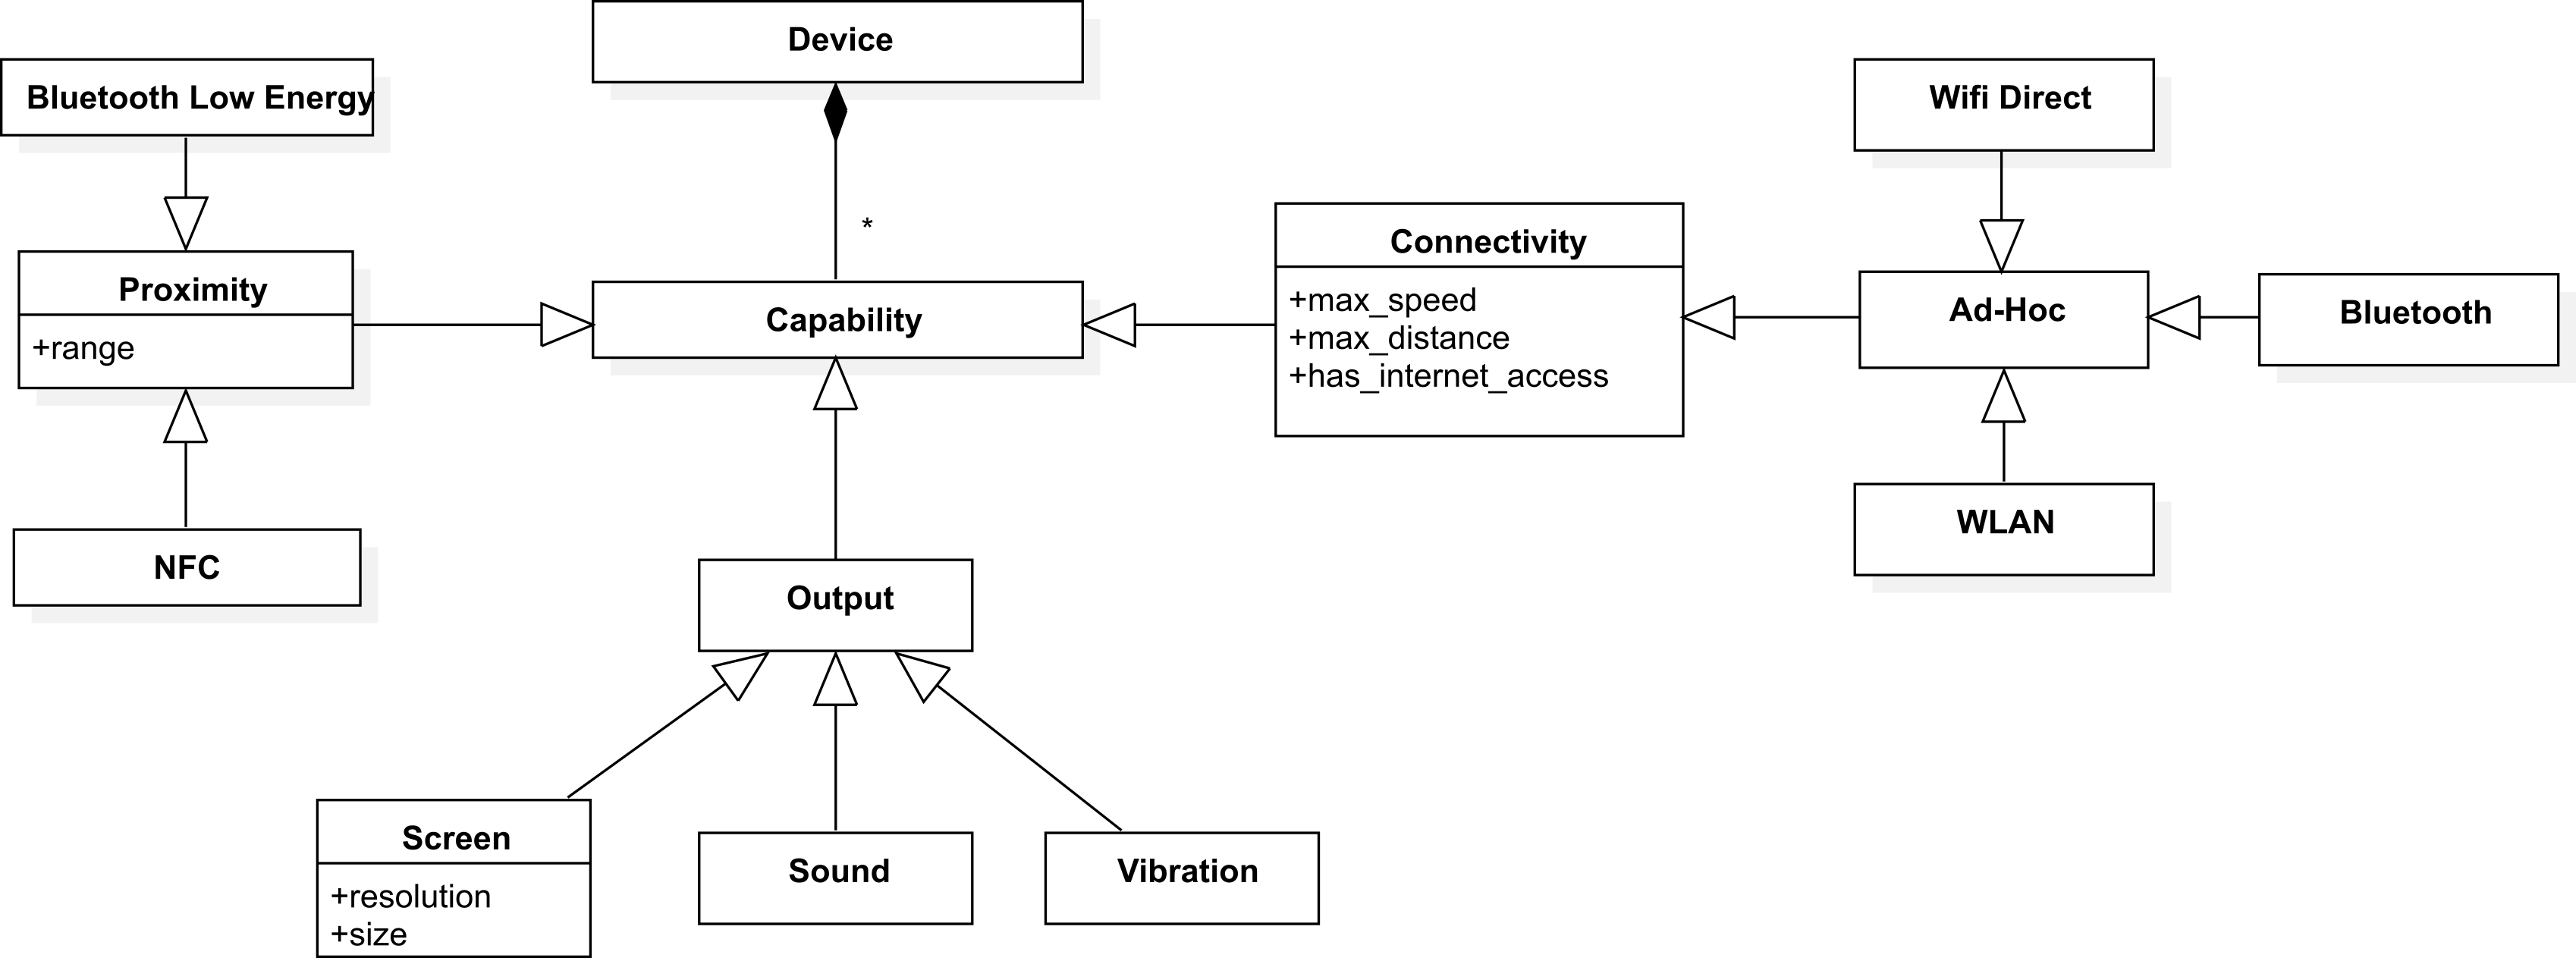 Device
Bluetooth Low Energy
Wifi Direct
*
Connectivity
+max_speed
+max_distance
+has_internet_access
Proximity
+range
Capability
Ad-Hoc
Bluetooth
NFC
WLAN
Output
Screen
+resolution
+size
Sound
Vibration